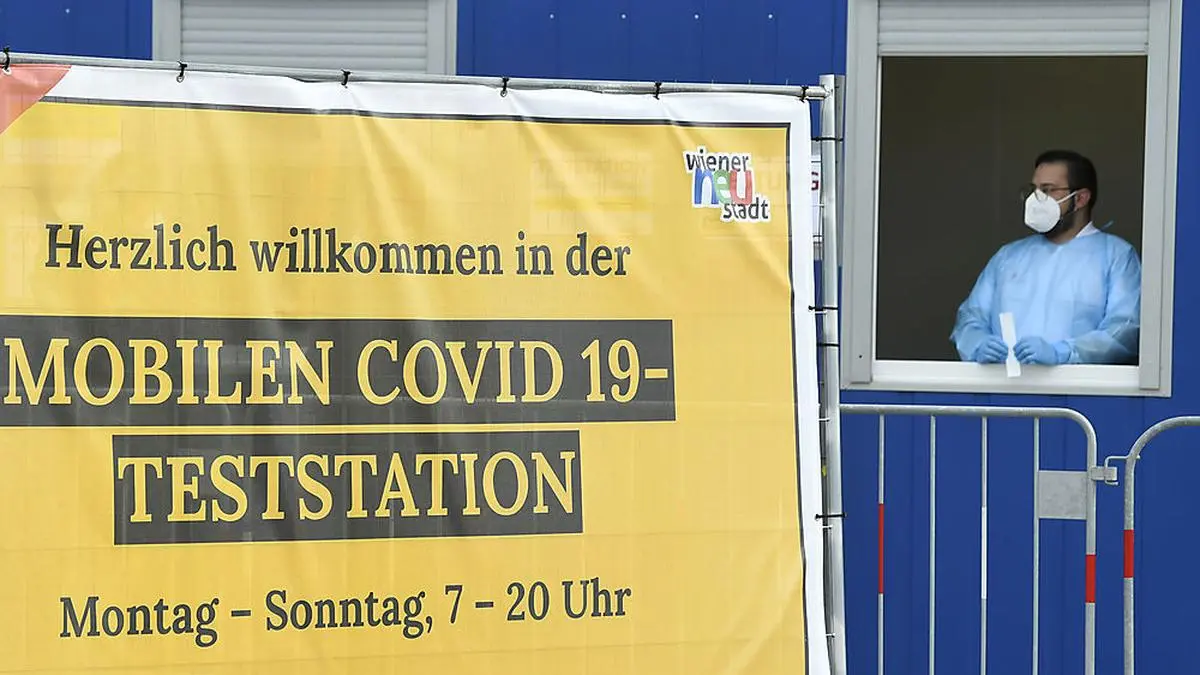 wiener
neu
stadt
Herzlich willkommen in der
MOBILEN COVID 19-
TESTSTATION
Montag – Sonntag, 7 – 20 Uhr